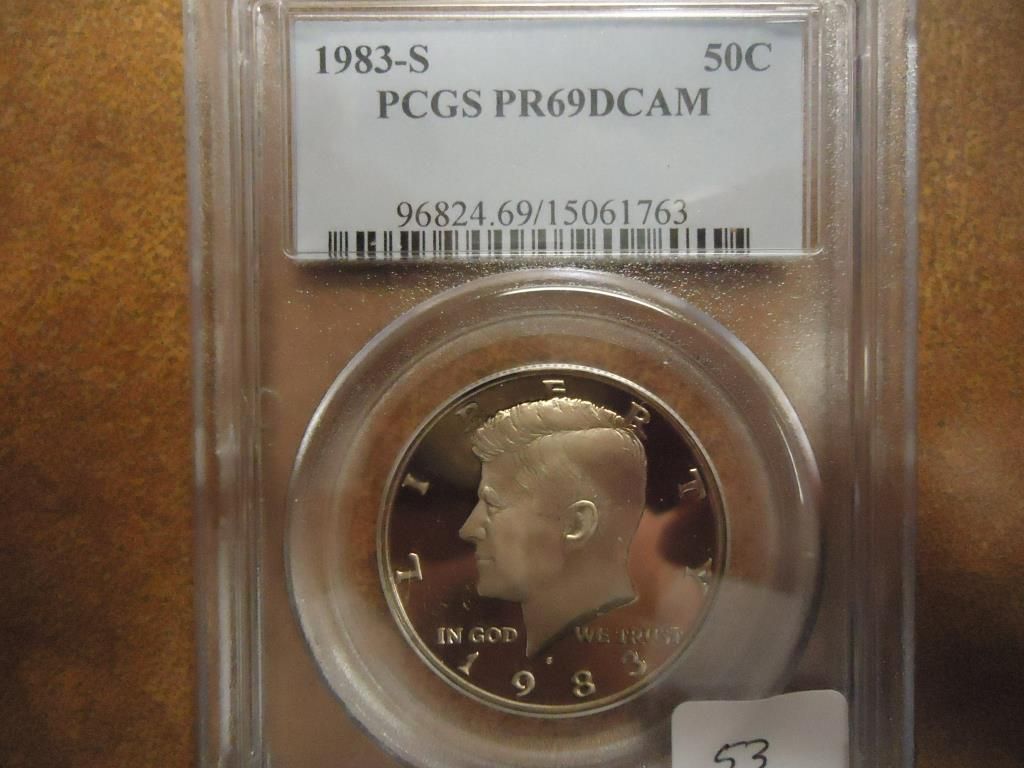 1983-S 50C
PCGS PR69DCAM
96824.69/15061763
LIBERTY
IN GOD WE TRUST
S
1983
53